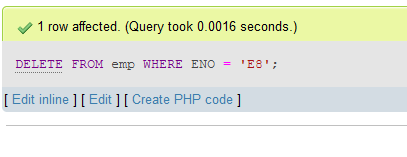 1 row affected. (Query took 0.0016 seconds.)
DELETE FROM emp WHERE ENO = 'E8';
[ Edit inline ] [ Edit ] [ Create PHP code ]